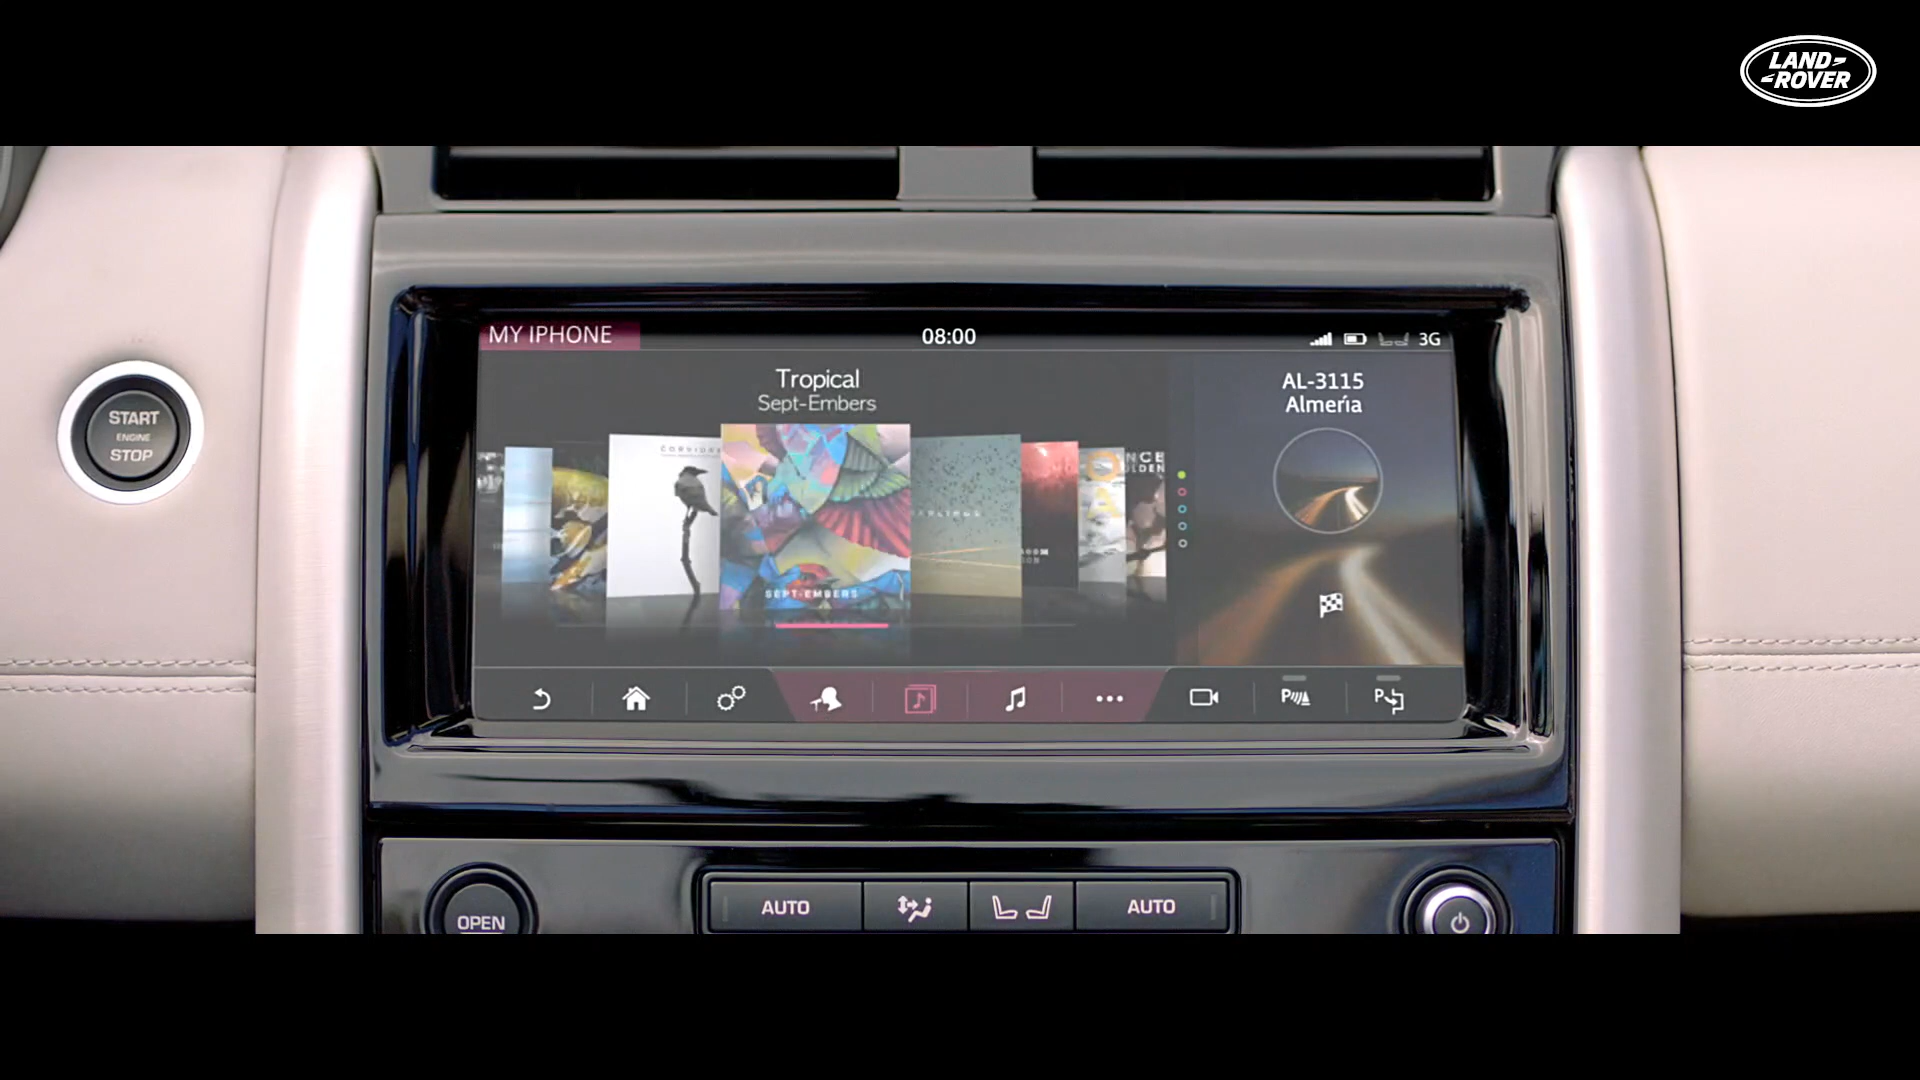 LAND
ROVER
MY IPHONE
08:00
3G
Tropical
Sept-Embers
AL-3115
Almería
SEPT-EMBERS
START
ENGINE
STOP
P
P
OPEN
AUTO
AUTO